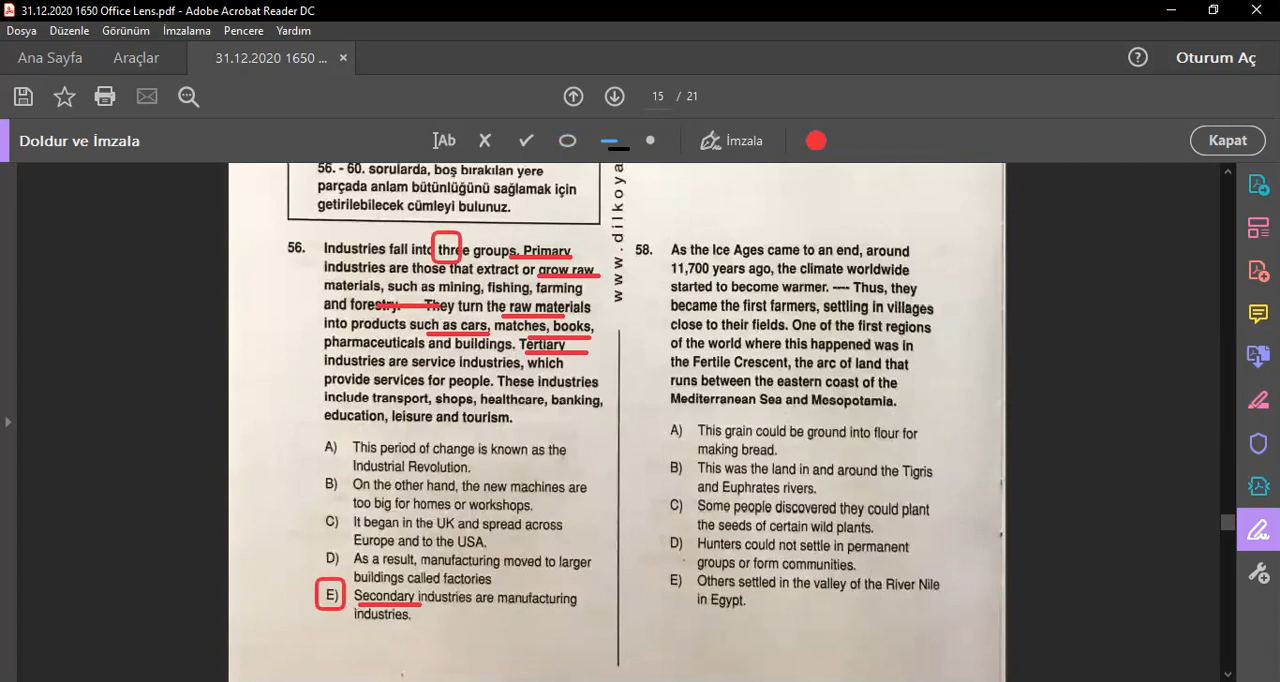 31.12.2020 1650 Office Lens.pdf - Adobe Acrobat Reader DC
Dosya Düzenle Görünüm İmzalama Pencere Yardım
Ana Sayfa Araçlar 31.12.2020 1650 ... × ? Oturum Aç
15 / 21
Doldur ve İmzala Ab İmzala Kapat
56. - 60. sorularda, boş bırakılan yere
parçada anlam bütünlüğünü sağlamak için
getirilebilecek cümleyi bulunuz.
56. Industries fall into three groups. Primary
industries are those that extract or grow raw
materials, such as mining, fishing, farming
and forestry. ---- They turn the raw materials
into products such as cars, matches, books,
pharmaceuticals and buildings. Tertiary
industries are service industries, which
provide services for people. These industries
include transport, shops, healthcare, banking,
education, leisure and tourism.
A) This period of change is known as the
Industrial Revolution.
B) On the other hand, the new machines are
too big for homes or workshops.
C) It began in the UK and spread across
Europe and to the USA.
D) As a result, manufacturing moved to larger
buildings called factories
E) Secondary industries are manufacturing
industries.
www.dilkoya
58. As the Ice Ages came to an end, around
11,700 years ago, the climate worldwide
started to become warmer. ---- Thus, they
became the first farmers, settling in villages
close to their fields. One of the first regions
of the world where this happened was in
the Fertile Crescent, the arc of land that
runs between the eastern coast of the
Mediterranean Sea and Mesopotamia.
A) This grain could be ground into flour for
making bread.
B) This was the land in and around the Tigris
and Euphrates rivers.
C) Some people discovered they could plant
the seeds of certain wild plants.
D) Hunters could not settle in permanent
groups or form communities.
E) Others settled in the valley of the River Nile
in Egypt.